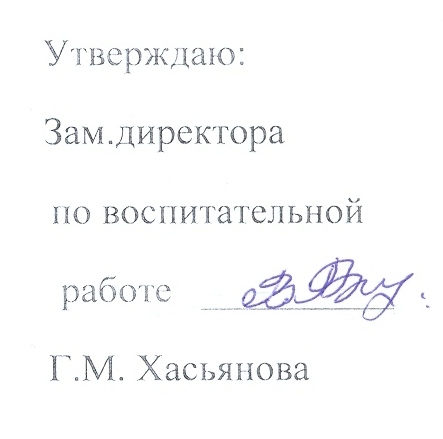 Утверждаю:
Зам.директора
по воспитательной
работе
Г.М. Хасьянова